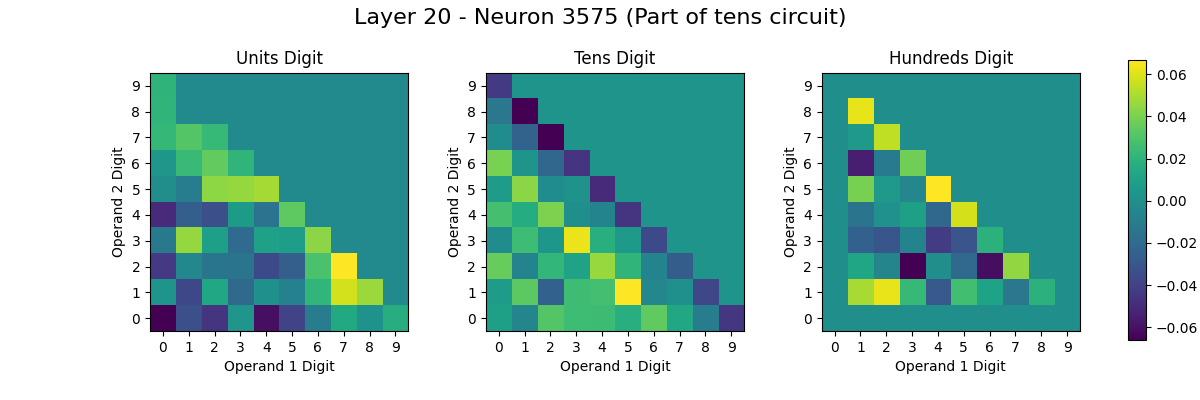 Layer 20 - Neuron 3575 (Part of tens circuit)
Units Digit
Tens Digit
Hundreds Digit
Operand 2 Digit
9
8
7
6
5
4
3
2
1
0
0 1 2 3 4 5 6 7 8 9
Operand 1 Digit
Operand 2 Digit
9
8
7
6
5
4
3
2
1
0
0 1 2 3 4 5 6 7 8 9
Operand 1 Digit
Operand 2 Digit
9
8
7
6
5
4
3
2
1
0
0 1 2 3 4 5 6 7 8 9
Operand 1 Digit
0.06
0.04
0.02
0.00
−0.02
−0.04
−0.06